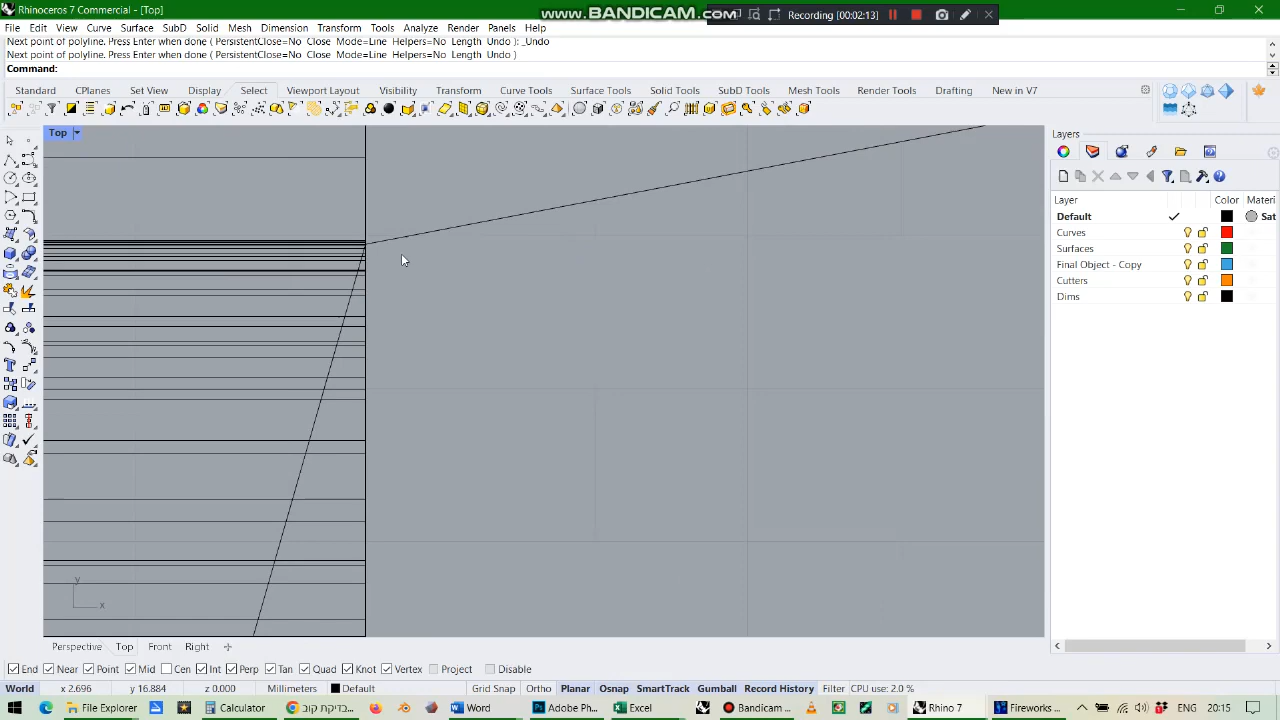 Rhinoceros 7 Commercial - [Top]
www.BANDICAM.com
Recording [00:02:13]
File Edit View Curve Surface SubD Solid Mesh Dimension Transform Tools Analyze Render Panels Help
Next point of polyline. Press Enter when done ( PersistentClose=No Close Mode=Line Helpers=No Length Undo ): _Undo
Next point of polyline. Press Enter when done ( PersistentClose=No Close Mode=Line Helpers=No Length Undo )
Command:
Standard CPlanes Set View Display Select Viewport Layout Visibility Transform Curve Tools Surface Tools Solid Tools SubD Tools Mesh Tools Render Tools Drafting New in V7
Top
Layers
Layer Color Materi
Default Sat
Curves
Surfaces
Final Object - Copy
Cutters
Dims
y
x
Perspective Top Front Right
End Near Point Mid Cen Int Perp Tan Quad Knot Vertex Project Disable
World x 2.696 y 16.884 z 0.000 Millimeters Default Grid Snap Ortho Planar Osnap SmartTrack Gumball Record History Filter CPU use: 2.0 %
File Explorer Calculator בדיקת קוב... Word Adobe Ph... Excel Bandicam ... Rhino 7 Fireworks ... 20:15